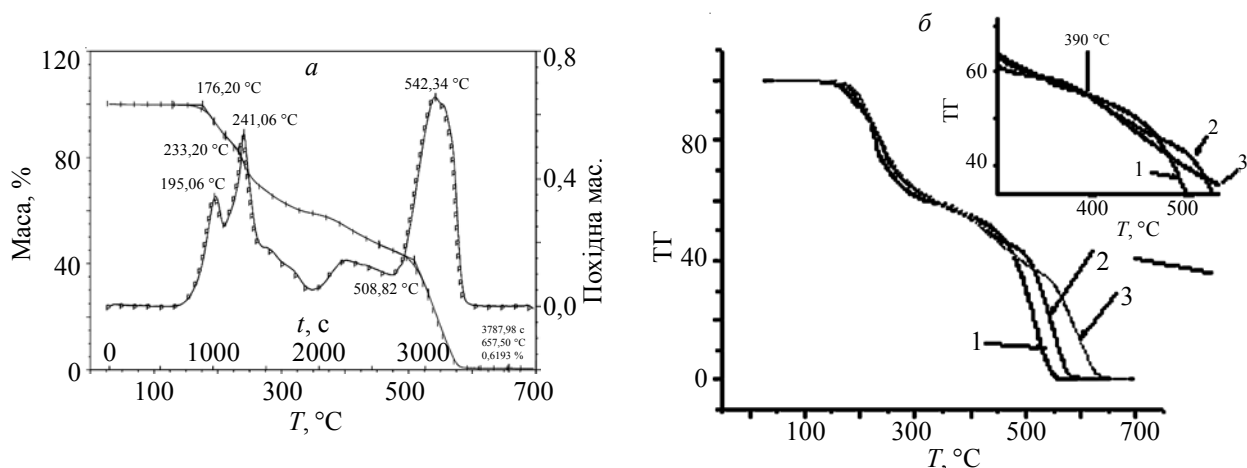 а
120
80
40
0
Маса, %
0,8
0,4
0,0
Похідна мас.
176,20 °C
241,06 °C
233,20 °C
195,06 °C
542,34 °C
508,82 °C
t, с
0 1000 2000 3000
3787,98 с
657,50 °C
0,6193 %
100 300 500 700
T, °C
б
ТГ
80
40
0
1
2
3
100 300 500 700
T, °C
390 °C
ТГ
60
40
1
2
3
400 500
T, °C